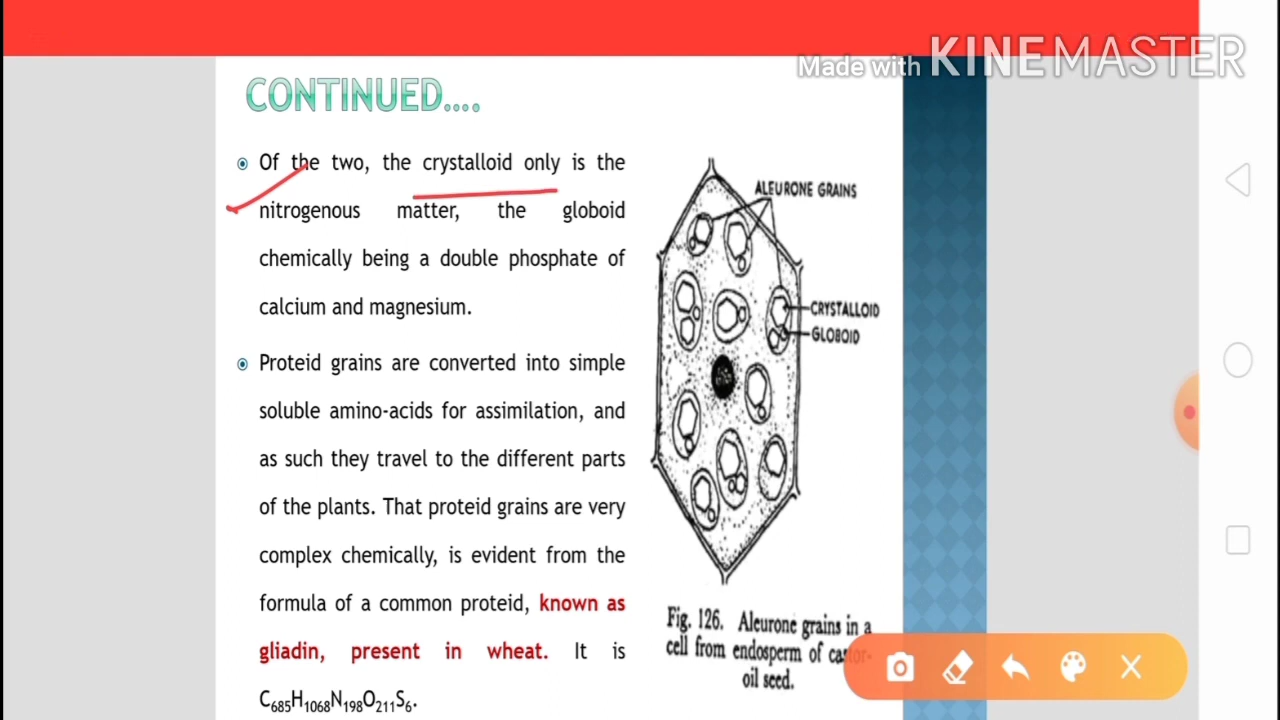 Made with KINEMASTER
CONTINUED....
Of the two, the crystalloid only is the
nitrogenous matter, the globoid
chemically being a double phosphate of
calcium and magnesium.
Proteid grains are converted into simple
soluble amino-acids for assimilation, and
as such they travel to the different parts
of the plants. That proteid grains are very
complex chemically, is evident from the
formula of a common proteid, known as
gliadin, present in wheat. It is
C₆₈₅H₁₀₆₈N₁₉₈O₂₁₁S₆.
ALEURONE GRAINS
CRYSTALLOID
GLOBOID
Fig. 126. Aleurone grains in a
cell from endosperm of castor-
oil seed.